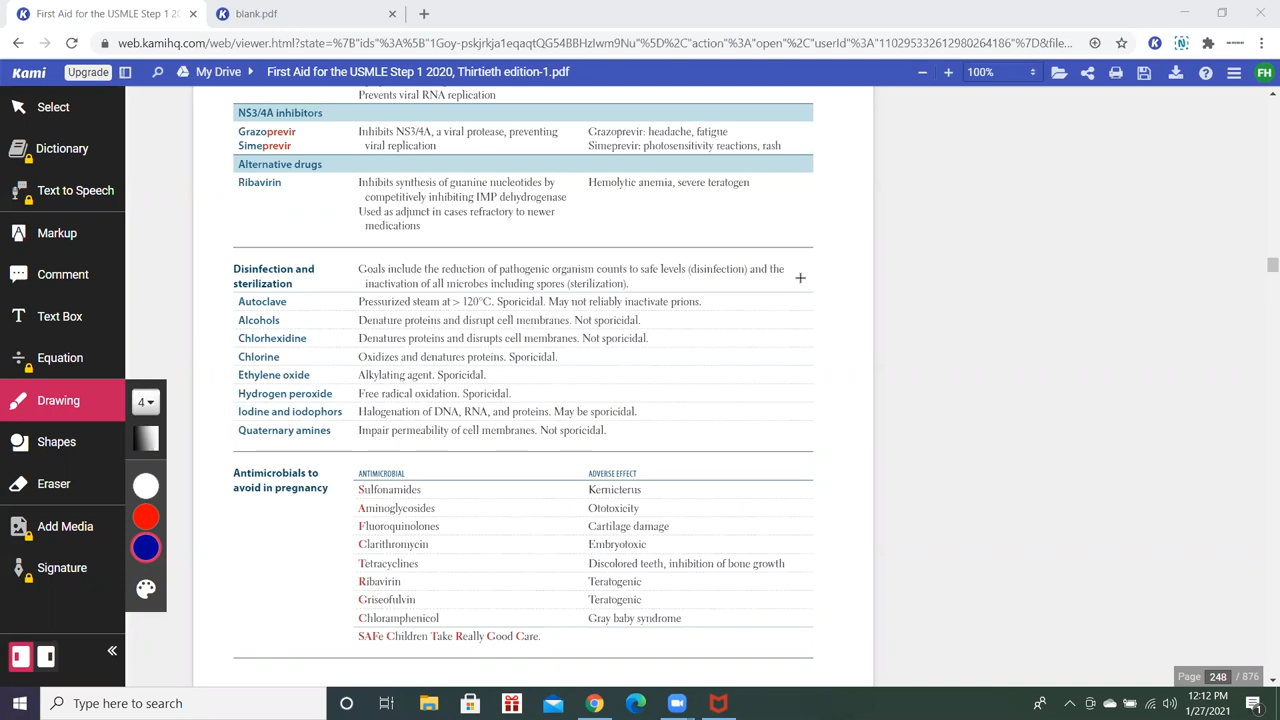 First Aid for the USMLE Step 1 20
blank.pdf
web.kamihq.com/web/viewer.html?state=%7B"ids"%3A%5B"1Goy-pskjrkja1eqaqtQG54BBHzIwm9Nu"%5D%2C"action"%3A"open"%2C"userId"%3A"110295332612980264186"%7D&file...
Kami
Upgrade
My Drive
First Aid for the USMLE Step 1 2020, Thirtieth edition-1.pdf
100%
FH
Select
Dictionary
Text to Speech
Markup
Comment
Text Box
Equation
Drawing
Shapes
Eraser
Add Media
Signature
4
Prevents viral RNA replication
NS3/4A inhibitors
Grazoprevir
Simeprevir
Inhibits NS3/4A, a viral protease, preventing
viral replication
Grazoprevir: headache, fatigue
Simeprevir: photosensitivity reactions, rash
Alternative drugs
Ribavirin
Inhibits synthesis of guanine nucleotides by
competitively inhibiting IMP dehydrogenase
Used as adjunct in cases refractory to newer
medications
Hemolytic anemia, severe teratogen
Disinfection and
sterilization
Goals include the reduction of pathogenic organism counts to safe levels (disinfection) and the
inactivation of all microbes including spores (sterilization).
Autoclave Pressurized steam at > 120°C. Sporicidal. May not reliably inactivate prions.
Alcohols Denature proteins and disrupt cell membranes. Not sporicidal.
Chlorhexidine Denatures proteins and disrupts cell membranes. Not sporicidal.
Chlorine Oxidizes and denatures proteins. Sporicidal.
Ethylene oxide Alkylating agent. Sporicidal.
Hydrogen peroxide Free radical oxidation. Sporicidal.
Iodine and iodophors Halogenation of DNA, RNA, and proteins. May be sporicidal.
Quaternary amines Impair permeability of cell membranes. Not sporicidal.
Antimicrobials to
avoid in pregnancy
ANTIMICROBIAL ADVERSE EFFECT
Sulfonamides Kernicterus
Aminoglycosides Ototoxicity
Fluoroquinolones Cartilage damage
Clarithromycin Embryotoxic
Tetracyclines Discolored teeth, inhibition of bone growth
Ribavirin Teratogenic
Griseofulvin Teratogenic
Chloramphenicol Gray baby syndrome
SAFe Children Take Really Good Care.
Page 248 / 876
Type here to search
12:12 PM
1/27/2021